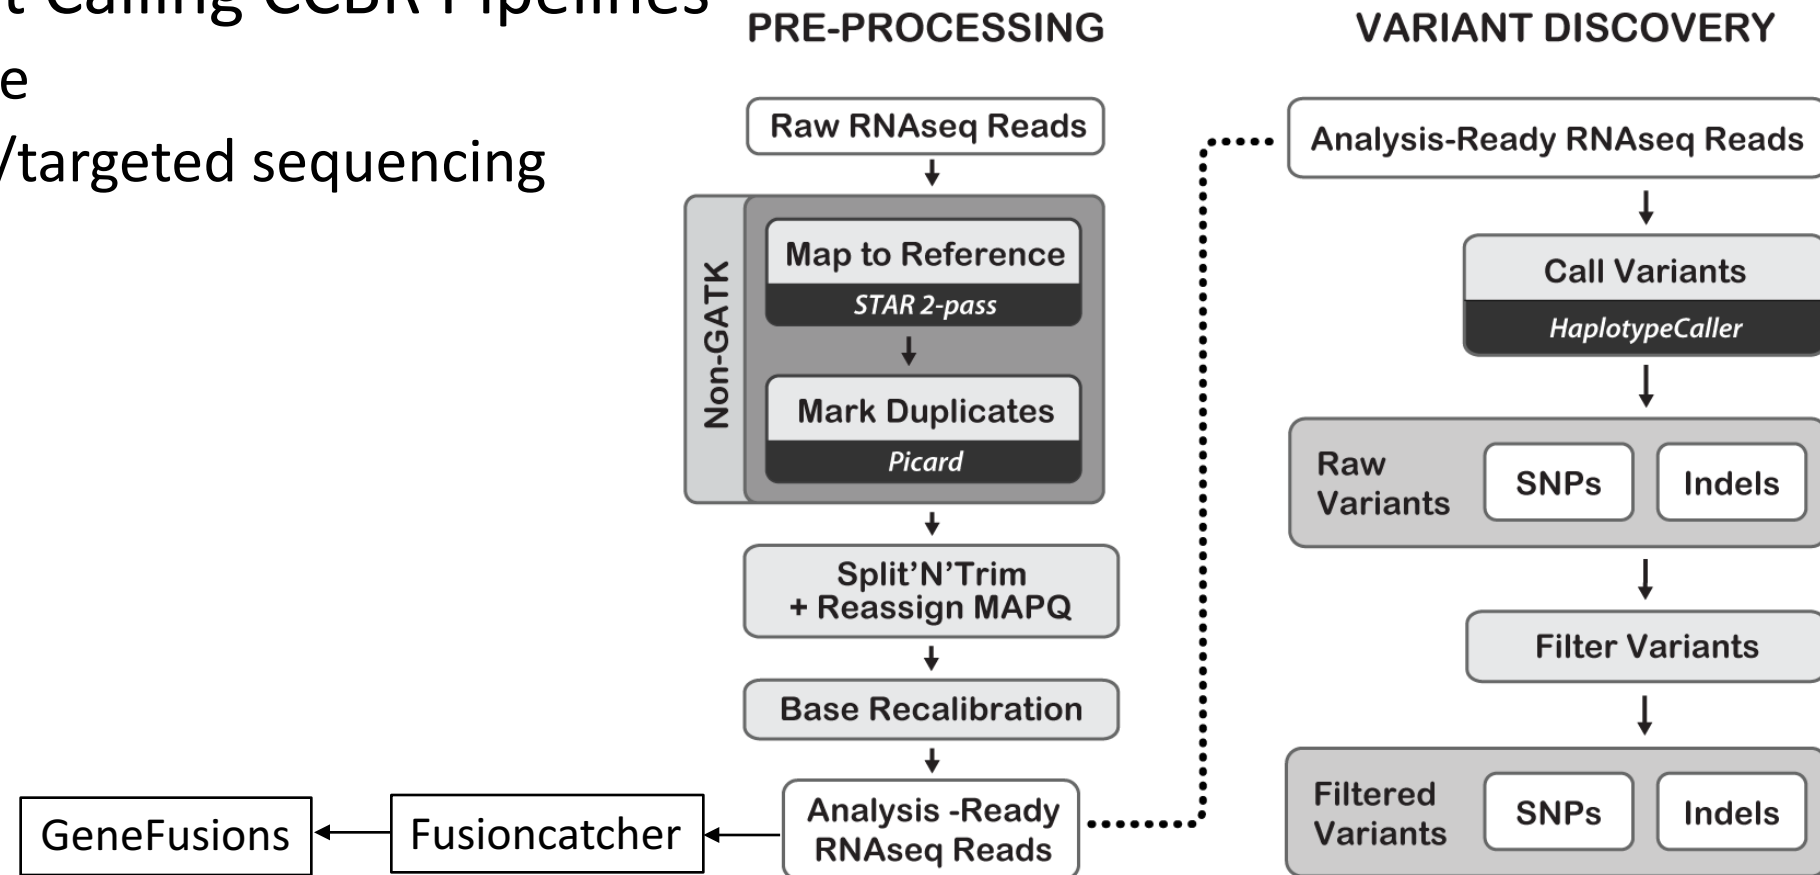 t Calling CCBR Pipelines
e
/targeted sequencing
PRE-PROCESSING
Raw RNAseq Reads
Non-GATK
Map to Reference
STAR 2-pass
Mark Duplicates
Picard
Split’N’Trim
+ Reassign MAPQ
Base Recalibration
Analysis -Ready
RNAseq Reads
Fusioncatcher
GeneFusions
VARIANT DISCOVERY
Analysis-Ready RNAseq Reads
Call Variants
HaplotypeCaller
Raw
Variants
SNPs
Indels
Filter Variants
Filtered
Variants
SNPs
Indels